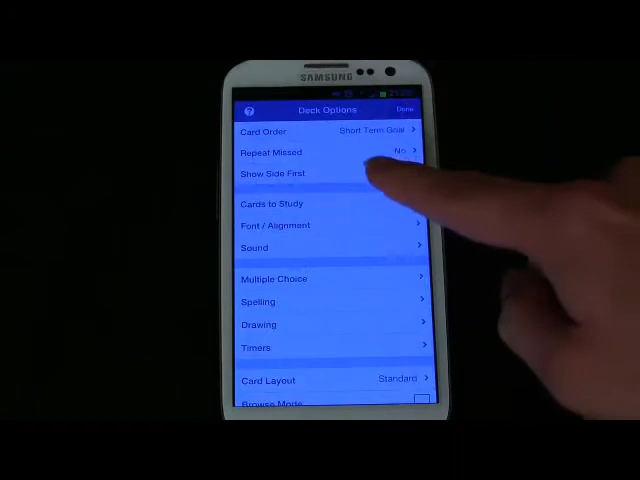 SAMSUNG
Deck Options
Done
Card Order Short Term Goal
Repeat Missed No
Show Side First
Cards to Study
Font / Alignment
Sound
Multiple Choice
Spelling
Drawing
Timers
Card Layout Standard
Browse Mode